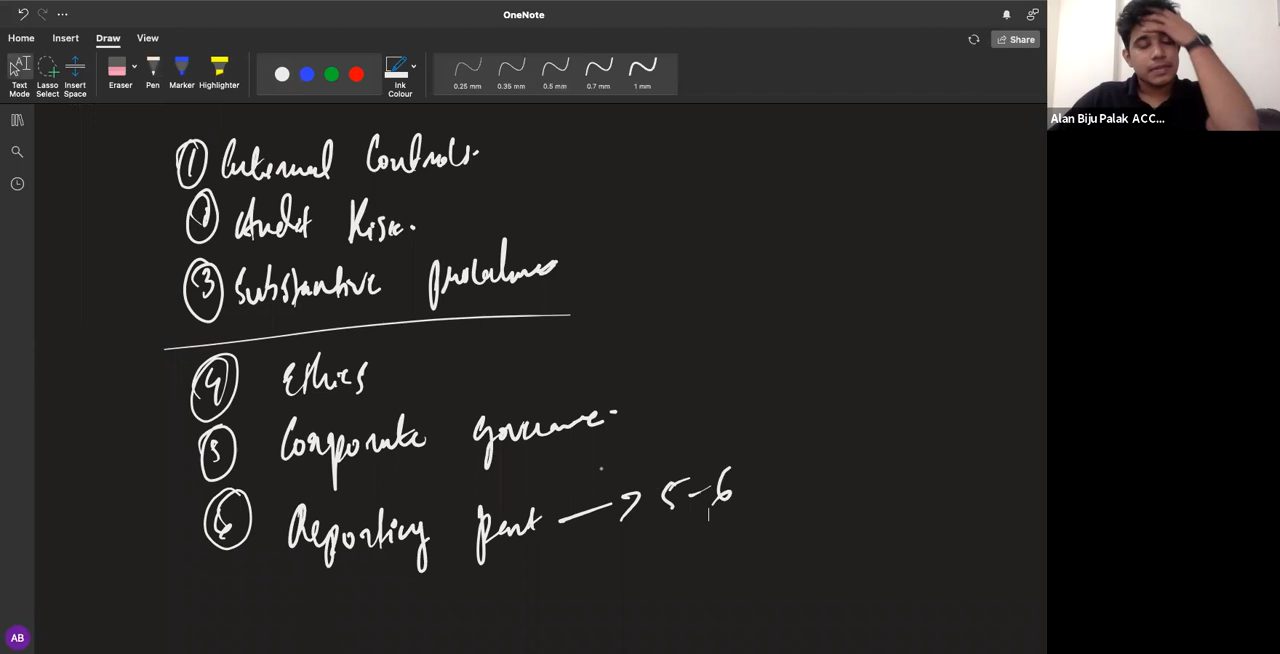 OneNote
Home Insert Draw View
Share
Text Mode
Lasso Select
Insert Space
Eraser
Pen
Marker
Highlighter
Ink Colour
0.25 mm 0.35 mm 0.5 mm 0.7 mm 1 mm
Alan Biju Palak ACC...
① Internal Controls.
② Audit Risk.
③ Substantive procedures
④ Ethics
⑤ Corporate governance.
⑥ Reporting part → 5-6
AB